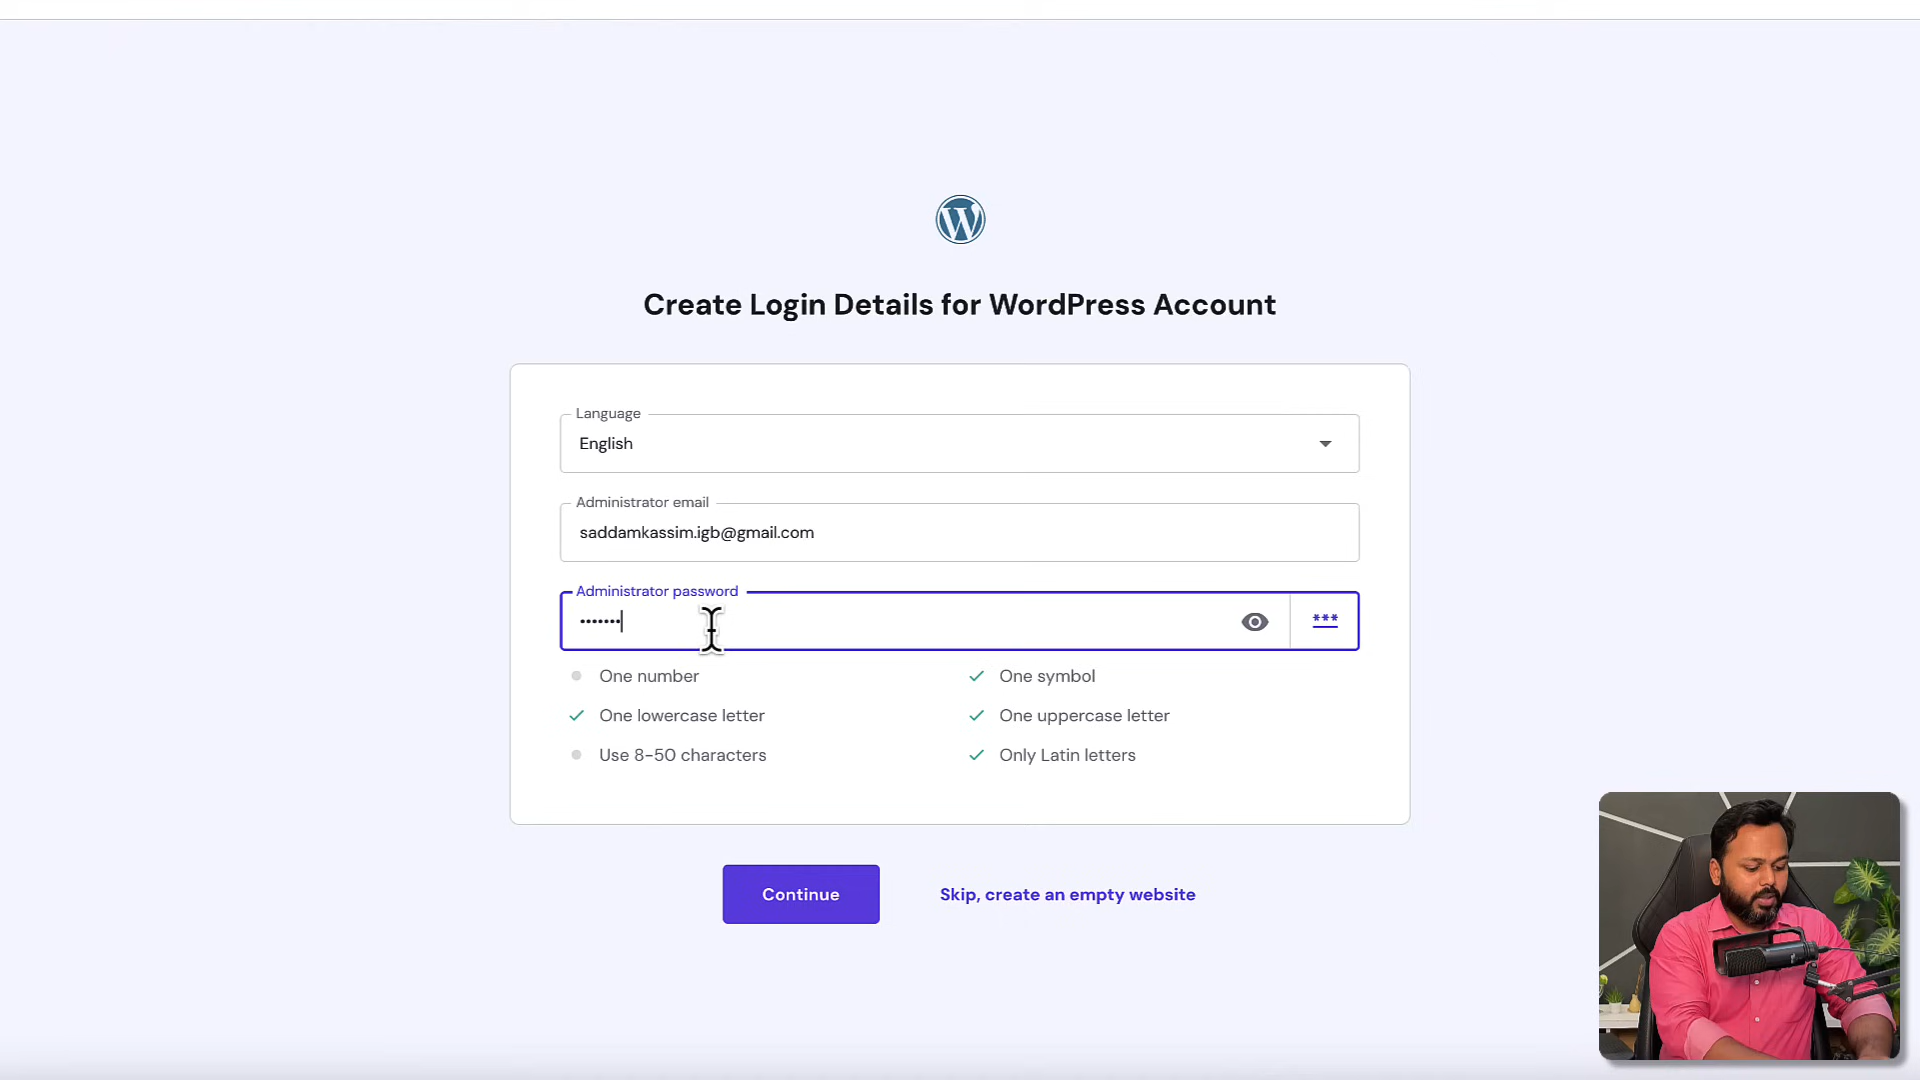 Create Login Details for WordPress Account
Language
English
Administrator email
saddamkassim.igb@gmail.com
Administrator password
•••••••
***
One number
One symbol
One lowercase letter
One uppercase letter
Use 8-50 characters
Only Latin letters
Continue
Skip, create an empty website